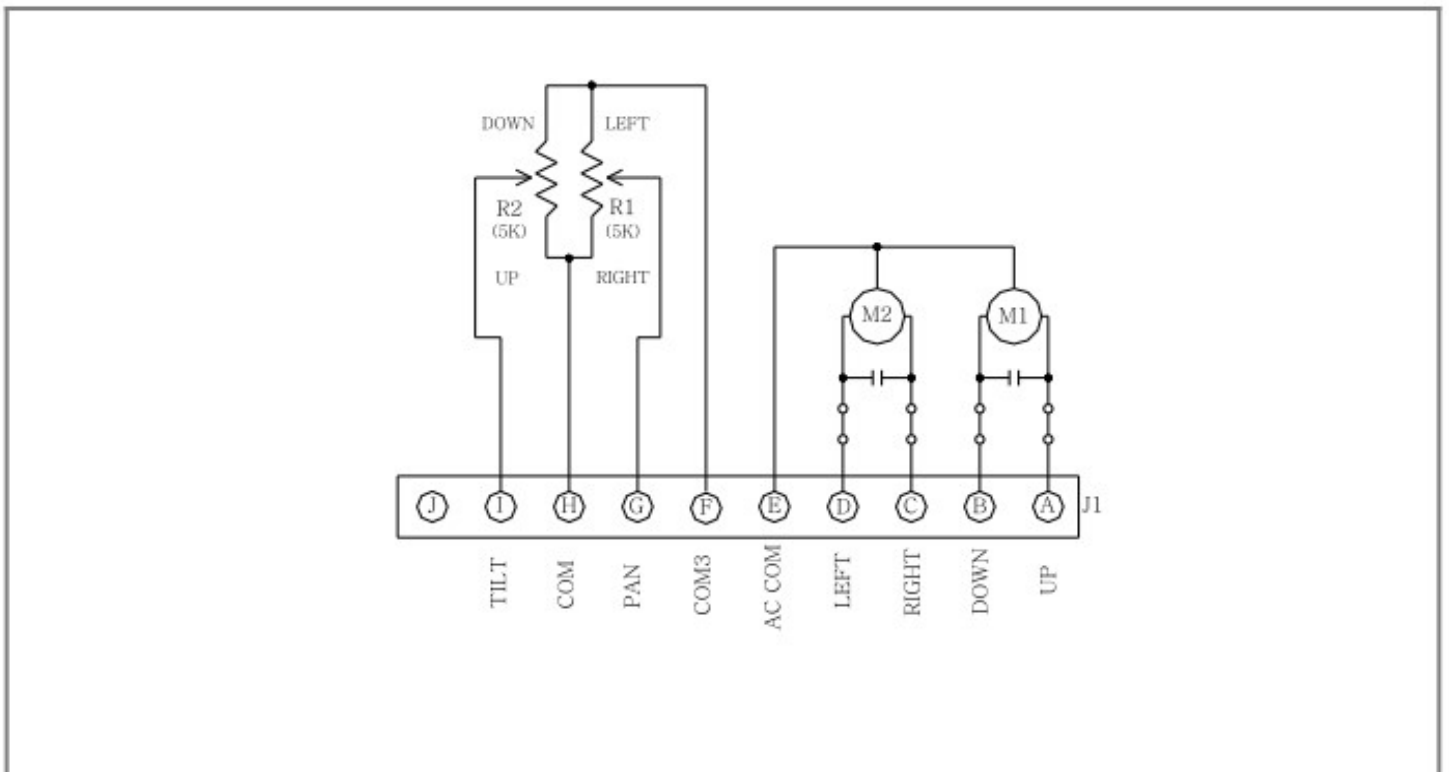 DOWN LEFT
R2 R1
(5K) (5K)
UP RIGHT
M2 M1
J I H G F E D C B A J1
TILT
COM
PAN
COM3
AC COM
LEFT
RIGHT
DOWN
UP